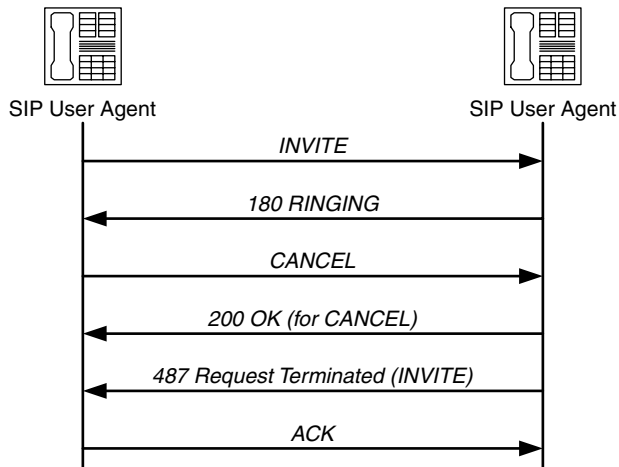 SIP User Agent
SIP User Agent
INVITE
180 RINGING
CANCEL
200 OK (for CANCEL)
487 Request Terminated (INVITE)
ACK